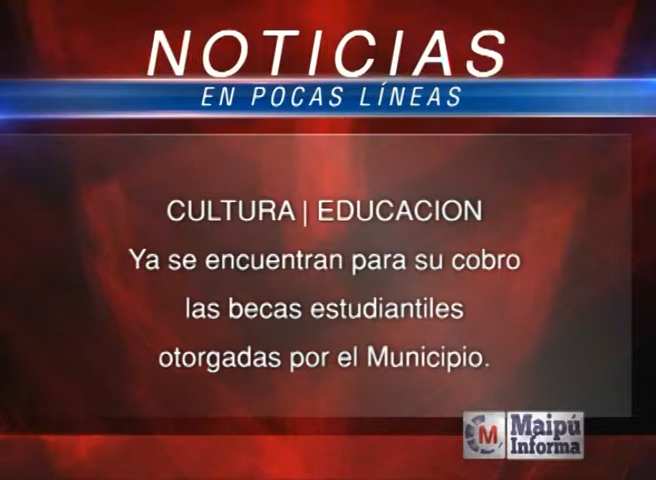 NOTICIAS
EN POCAS LÍNEAS
CULTURA | EDUCACION
Ya se encuentran para su cobro
las becas estudiantiles
otorgadas por el Municipio.
M
Maipú
Informa